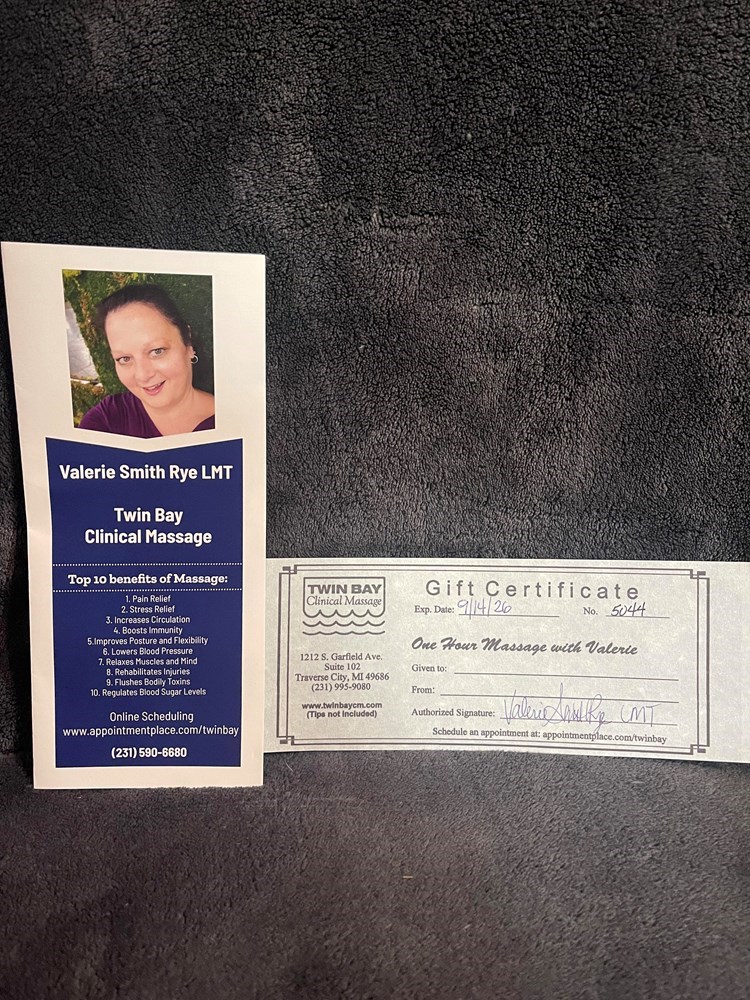 Valerie Smith Rye LMT
Twin Bay
Clinical Massage
Top 10 benefits of Massage:
1. Pain Relief
2. Stress Relief
3. Increases Circulation
4. Boosts Immunity
5.Improves Posture and Flexibility
6. Lowers Blood Pressure
7. Relaxes Muscles and Mind
8. Rehabilitates Injuries
9. Flushes Bodily Toxins
10. Regulates Blood Sugar Levels
Online Scheduling
www.appointmentplace.com/twinbay
(231) 590-6680
TWIN BAY
Clinical Massage
1212 S. Garfield Ave.
Suite 102
Traverse City, MI 49686
(231) 995-9080
www.twinbaycm.com
(Tips not included)
Gift Certificate
Exp. Date: 9/14/26 No. 5044
One Hour Massage with Valerie
Given to:
From:
Authorized Signature: Valerie Smith Rye LMT
Schedule an appointment at: appointmentplace.com/twinbay